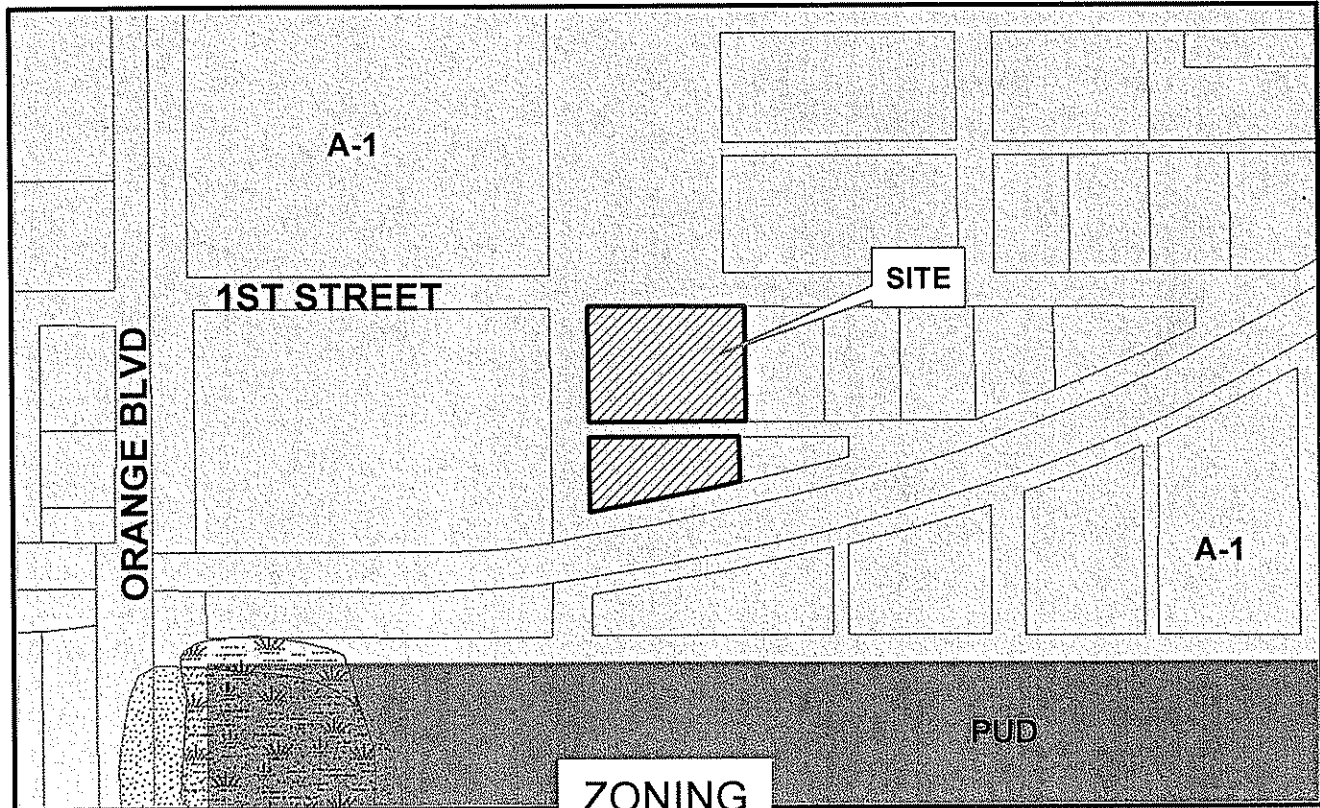 A-1
SITE
1ST STREET
ORANGE BLVD
A-1
PUD
ZONING